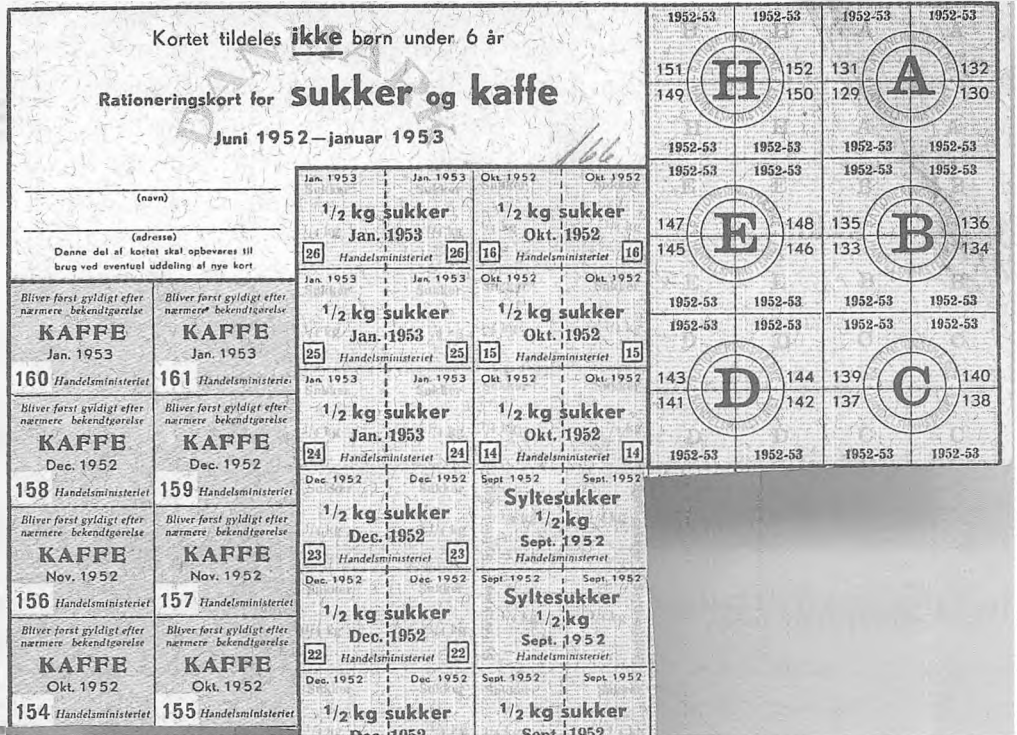 Kortet tildeles ikke børn under 6 år
DANMARK
Rationeringskort for sukker og kaffe
Juni 1952—januar 1953
166
(navn)
(adresse)
Denne del af kortet skal opbevares til
brug ved eventuel uddeling af nye kort
Bliver først gyldigt efter
nærmere bekendtgørelse
KAFFE
Jan. 1953
160 Handelsministeriet
Bliver først gyldigt efter
nærmere bekendtgørelse
KAFFE
Jan. 1953
161 Handelsministeriet
Bliver først gyldigt efter
nærmere bekendtgørelse
KAFFE
Dec. 1952
158 Handelsministeriet
Bliver først gyldigt efter
nærmere bekendtgørelse
KAFFE
Dec. 1952
159 Handelsministeriet
Bliver først gyldigt efter
nærmere bekendtgørelse
KAFFE
Nov. 1952
156 Handelsministeriet
Bliver først gyldigt efter
nærmere bekendtgørelse
KAFFE
Nov. 1952
157 Handelsministeriet
Bliver først gyldigt efter
nærmere bekendtgørelse
KAFFE
Okt. 1952
154 Handelsministeriet
Bliver først gyldigt efter
nærmere bekendtgørelse
KAFFE
Okt. 1952
155 Handelsministeriet
Jan. 1953 Jan. 1953
1/2 kg sukker
Jan. 1953
26 Handelsministeriet 26
Okt. 1952 Okt. 1952
1/2 kg sukker
Okt. 1952
16 Handelsministeriet 16
Jan. 1953 Jan. 1953
1/2 kg sukker
Jan. 1953
25 Handelsministeriet 25
Okt. 1952 Okt. 1952
1/2 kg sukker
Okt. 1952
15 Handelsministeriet 15
Jan. 1953 Jan. 1953
1/2 kg sukker
Jan. 1953
24 Handelsministeriet 24
Okt. 1952 Okt. 1952
1/2 kg sukker
Okt. 1952
14 Handelsministeriet 14
Dec. 1952 Dec. 1952
1/2 kg sukker
Dec. 1952
23 Handelsministeriet 23
Sept 1952 Sept. 1952
Syltesukker
1/2 kg
Sept. 1952
Handelsministeriet
Dec. 1952 Dec. 1952
1/2 kg sukker
Dec. 1952
22 Handelsministeriet 22
Sept 1952 Sept. 1952
Syltesukker
1/2 kg
Sept. 1952
Handelsministeriet
Dec. 1952 Dec. 1952
1/2 kg sukker
Dec. 1952
Sept. 1952 Sept 1952
1/2 kg sukker
Sept. 1952
1952-53 1952-53
151 H 152
149 150
1952-53 1952-53
1952-53 1952-53
131 A 132
129 130
1952-53 1952-53
1952-53 1952-53
147 E 148
145 146
1952-53 1952-53
1952-53 1952-53
135 B 136
133 134
1952-53 1952-53
1952-53 1952-53
143 D 144
141 142
1952-53 1952-53
1952-53 1952-53
139 C 140
137 138
1952-53 1952-53